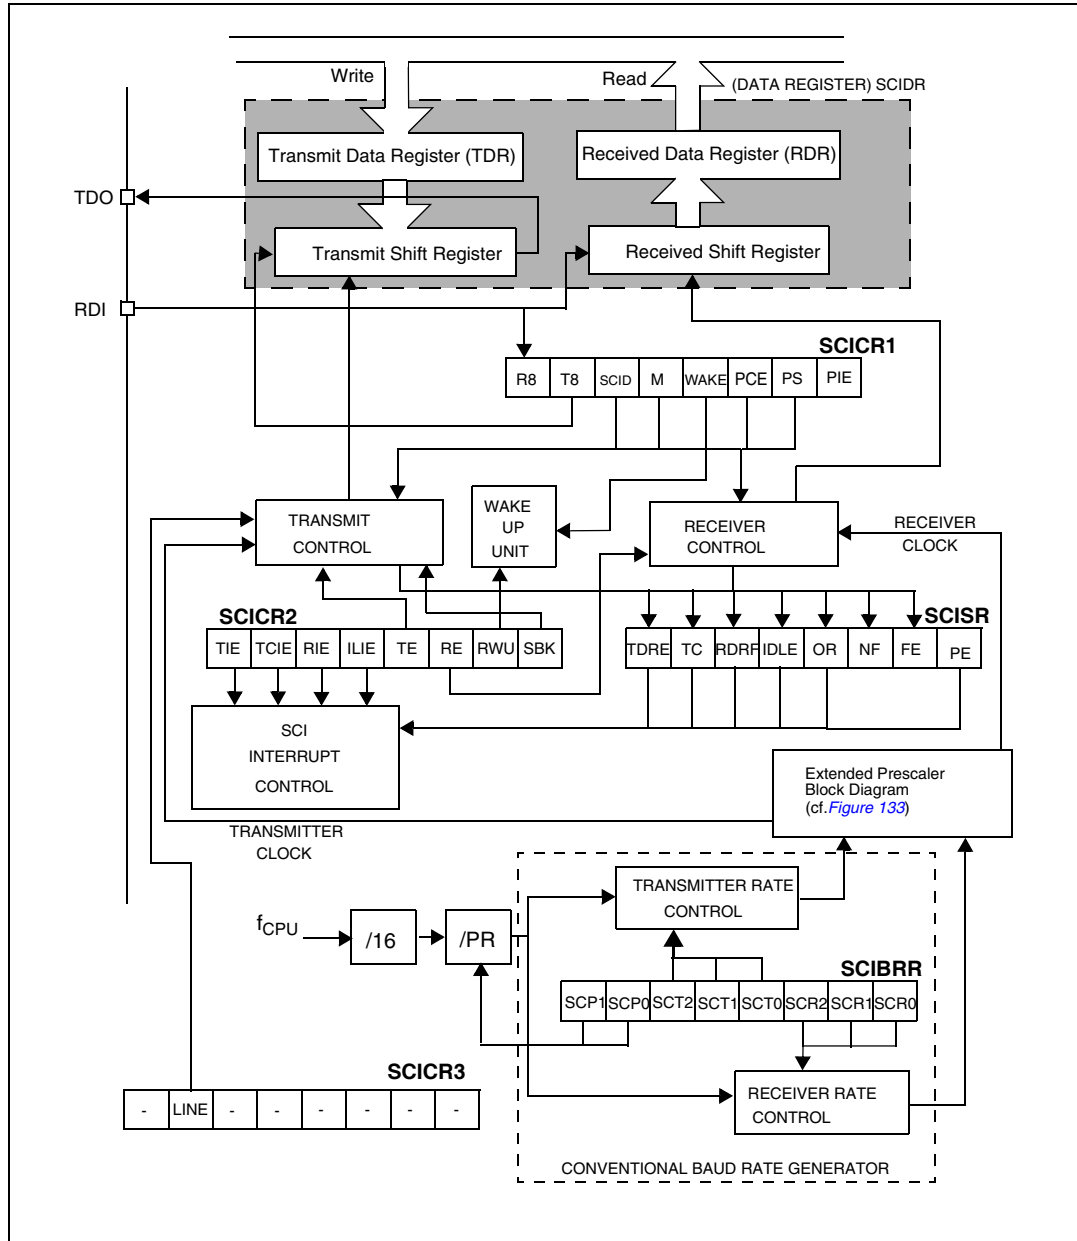 Write
Read
(DATA REGISTER) SCIDR
Transmit Data Register (TDR)
Received Data Register (RDR)
TDO
Transmit Shift Register
Received Shift Register
RDI
SCICR1
R8 T8 SCID M WAKE PCE PS PIE
TRANSMIT
CONTROL
WAKE
UP
UNIT
RECEIVER
CONTROL
RECEIVER
CLOCK
SCICR2
TIE TCIE RIE ILIE TE RE RWU SBK
SCISR
TDRE TC RDRF IDLE OR NF FE PE
SCI
INTERRUPT
CONTROL
Extended Prescaler
Block Diagram
(cf.Figure 133)
TRANSMITTER
CLOCK
TRANSMITTER RATE
CONTROL
fCPU
/16
/PR
SCIBRR
SCP1 SCP0 SCT2 SCT1 SCT0 SCR2 SCR1 SCR0
SCICR3
- LINE - - - - - -
RECEIVER RATE
CONTROL
CONVENTIONAL BAUD RATE GENERATOR